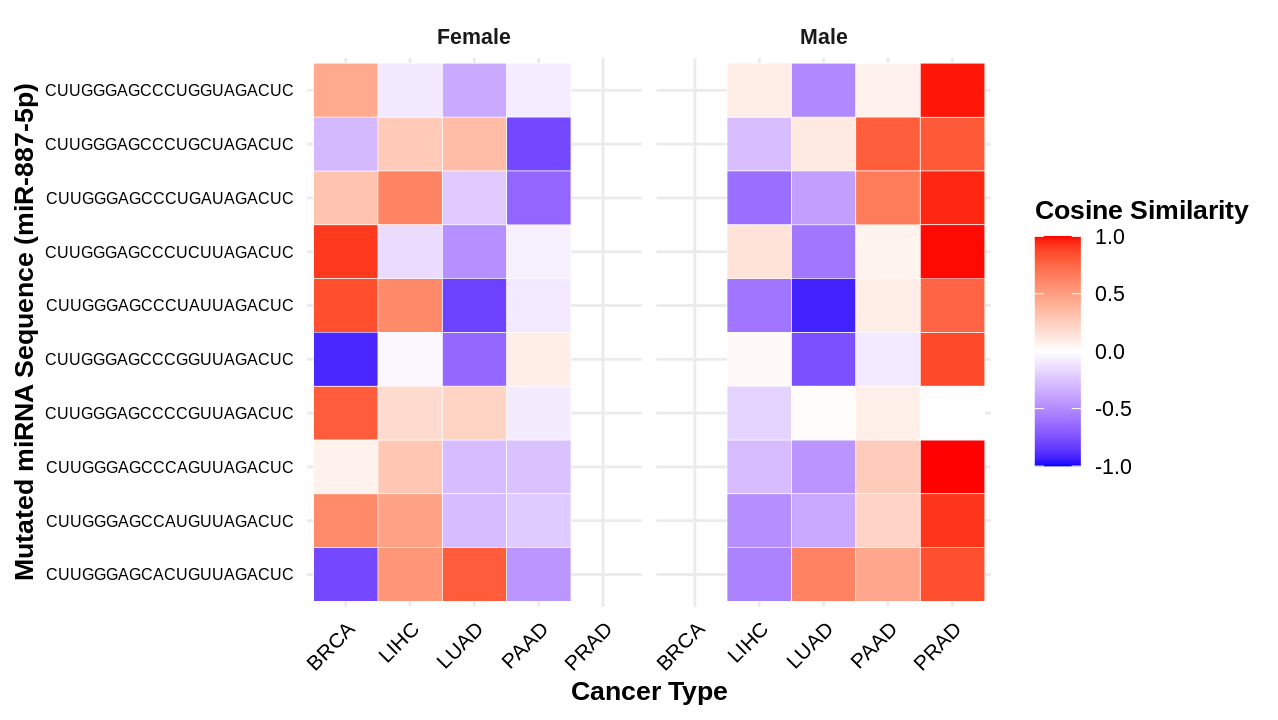 Female
Male
Mutated miRNA Sequence (miR-887-5p)
CUUGGGAGCCCUGGUAGACUC
CUUGGGAGCCCUGCUAGACUC
CUUGGGAGCCCUGAUAGACUC
CUUGGGAGCCCUCUUAGACUC
CUUGGGAGCCCUAUUAGACUC
CUUGGGAGCCCGGUUAGACUC
CUUGGGAGCCCCGUUAGACUC
CUUGGGAGCCCAGUUAGACUC
CUUGGGAGCCAUGUUAGACUC
CUUGGGAGCACUGUUAGACUC
BRCA
LIHC
LUAD
PAAD
PRAD
BRCA
LIHC
LUAD
PAAD
PRAD
Cancer Type
Cosine Similarity
1.0
0.5
0.0
-0.5
-1.0